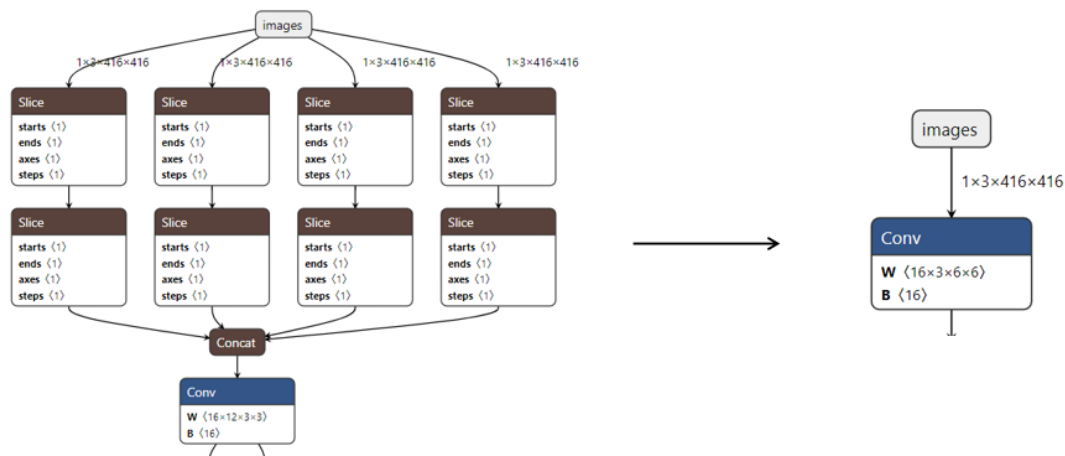 images
1×3×416×416 1×3×416×416 1×3×416×416 1×3×416×416
Slice Slice Slice Slice
starts 〈1〉 starts 〈1〉 starts 〈1〉 starts 〈1〉
ends 〈1〉 ends 〈1〉 ends 〈1〉 ends 〈1〉
axes 〈1〉 axes 〈1〉 axes 〈1〉 axes 〈1〉
steps 〈1〉 steps 〈1〉 steps 〈1〉 steps 〈1〉
Slice Slice Slice Slice
starts 〈1〉 starts 〈1〉 starts 〈1〉 starts 〈1〉
ends 〈1〉 ends 〈1〉 ends 〈1〉 ends 〈1〉
axes 〈1〉 axes 〈1〉 axes 〈1〉 axes 〈1〉
steps 〈1〉 steps 〈1〉 steps 〈1〉 steps 〈1〉
Concat
Conv
W 〈16×12×3×3〉
B 〈16〉
images
1×3×416×416
Conv
W 〈16×3×6×6〉
B 〈16〉